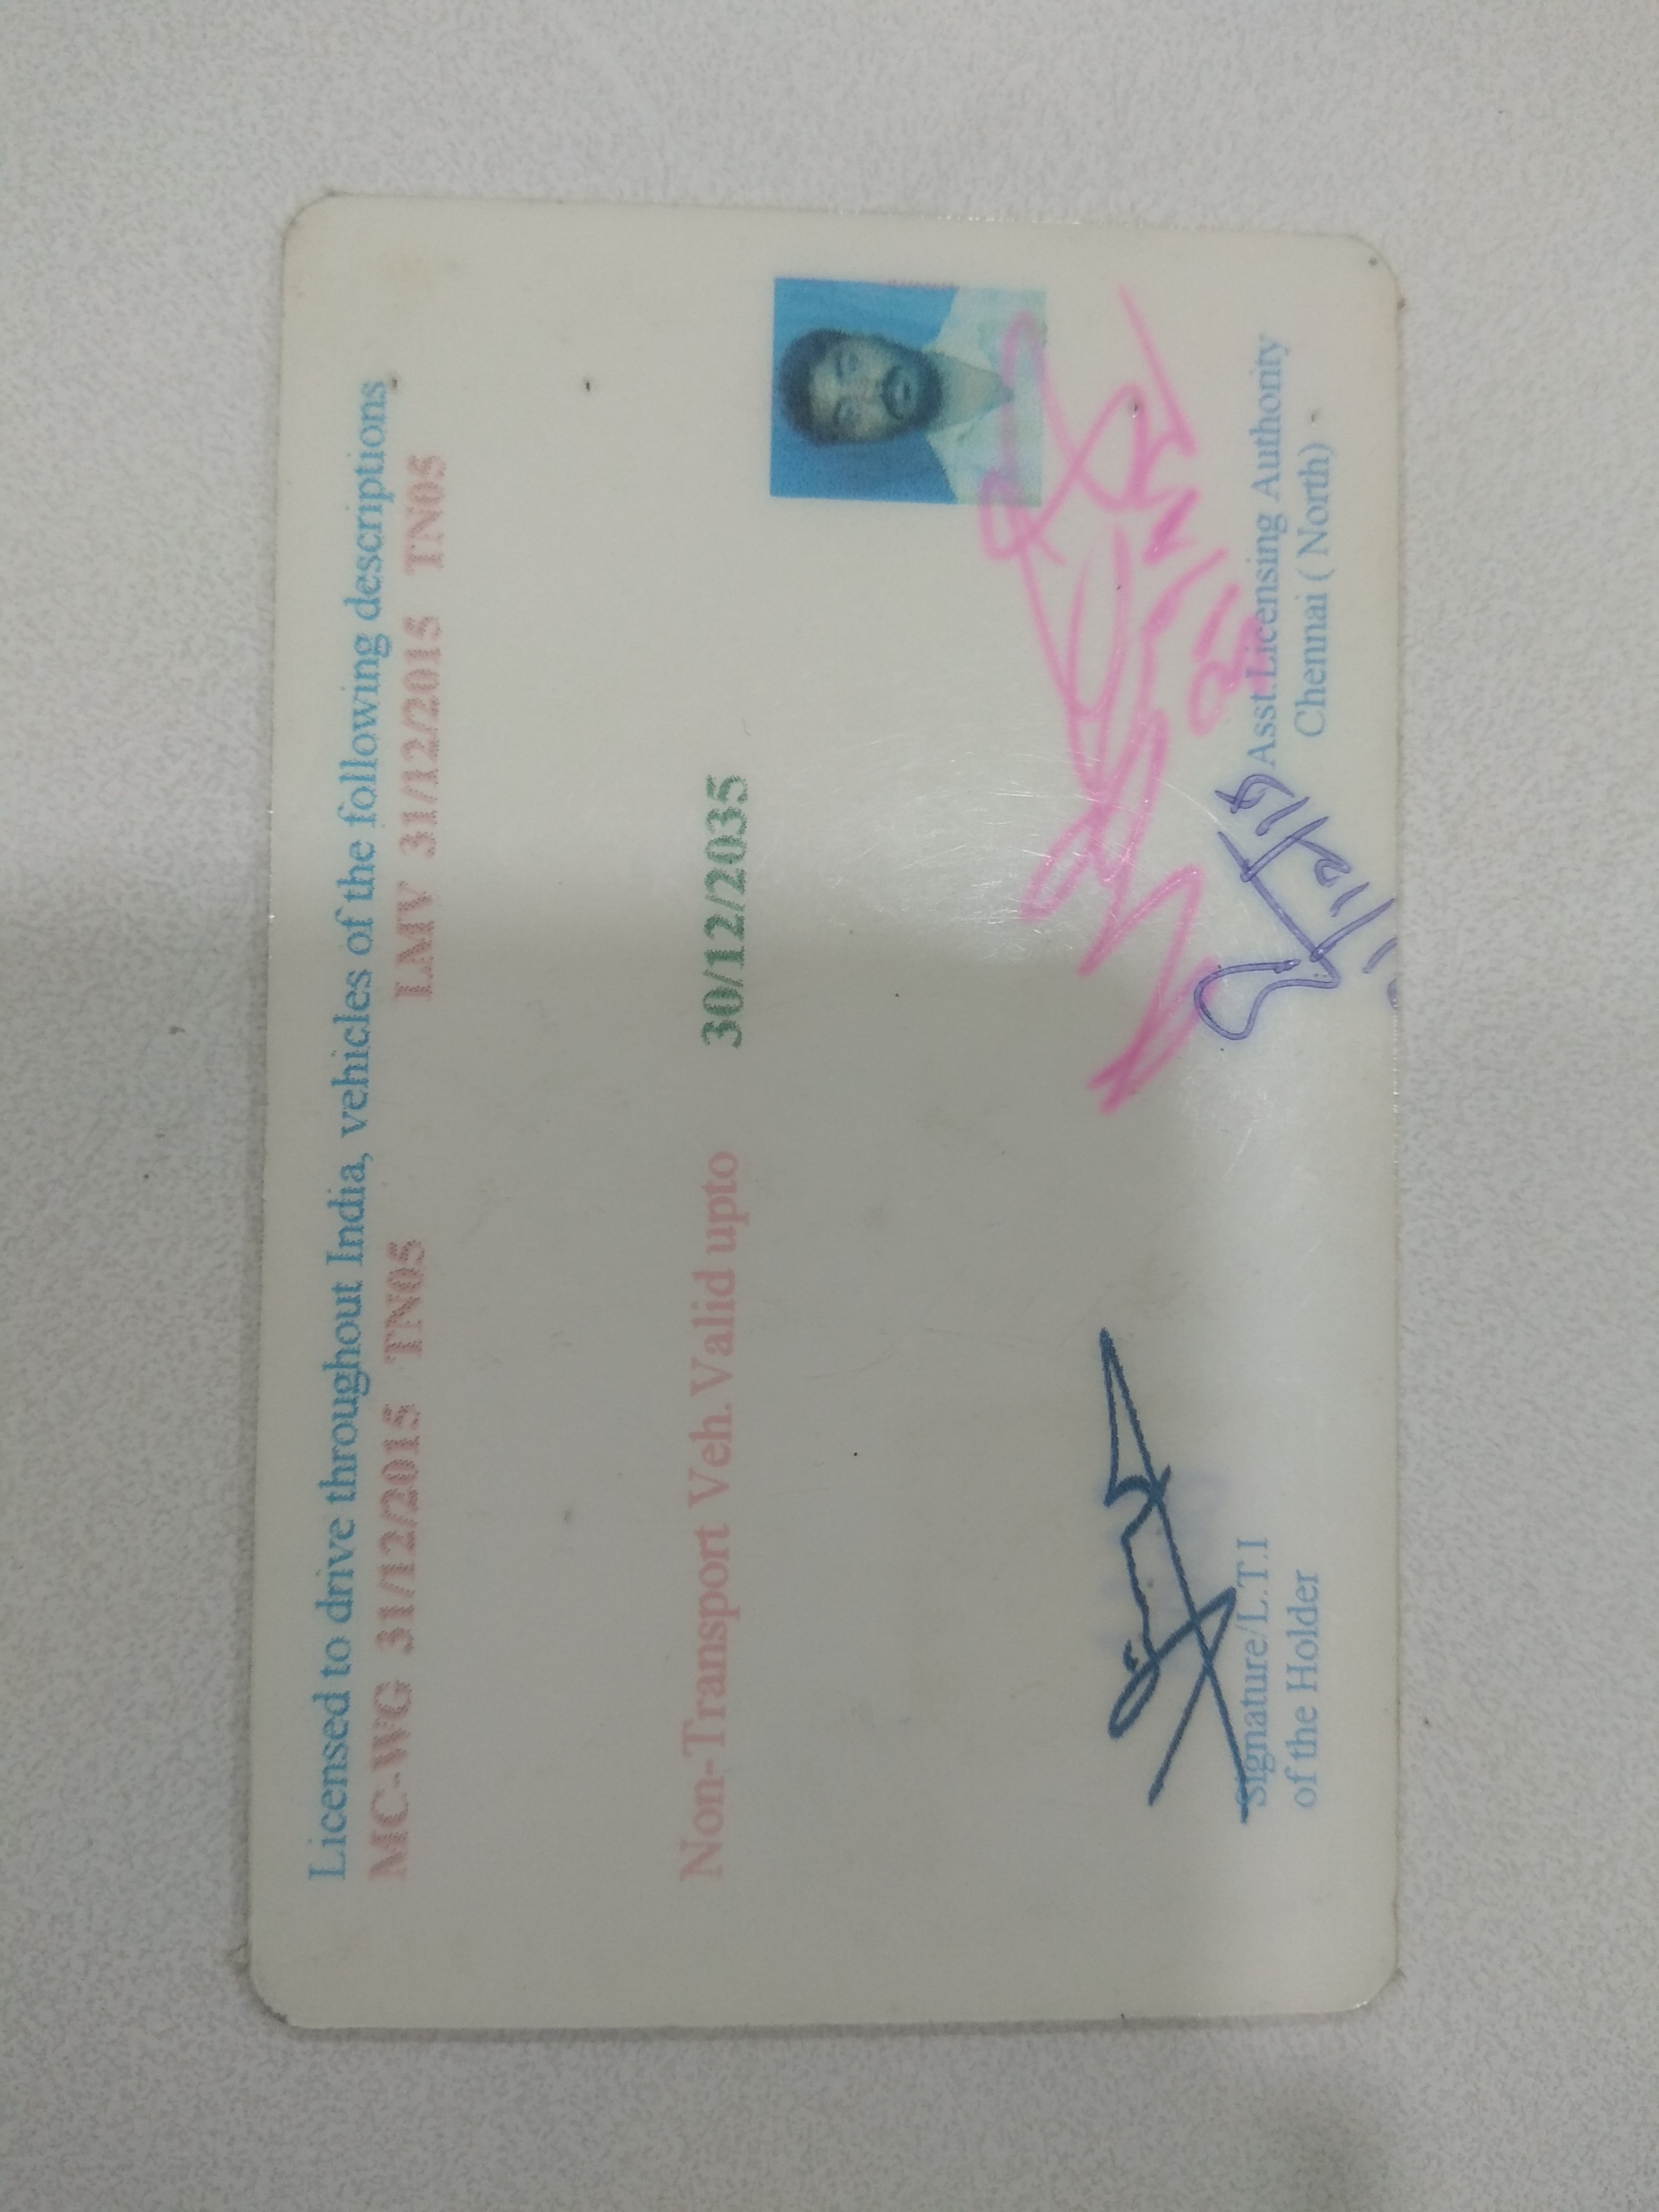 Licensed to drive throughout India, vehicles of the following descriptions
MC-WG 31/12/2015 TN05 LMV 31/12/2015 TN05
Non-Transport Veh. Valid upto 30/12/2035
Signature/L.T.I Asst.Licensing Authority
of the Holder Chennai ( North)